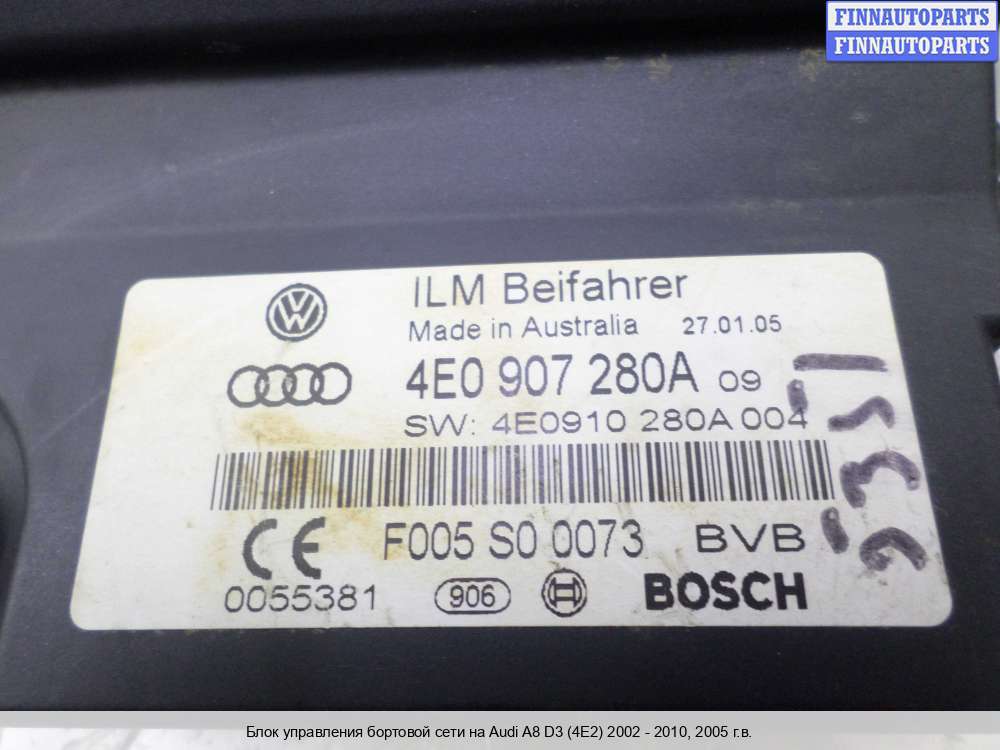 FINNAUTOPARTS
FINNAUTOPARTS
ILM Beifahrer
Made in Australia 27.01.05
4E0 907 280A 09
SW: 4E0910 280A 004
F005 S0 0073 BVB
0055381 906 BOSCH
Блок управления бортовой сети на Audi A8 D3 (4E2) 2002 - 2010, 2005 г.в.